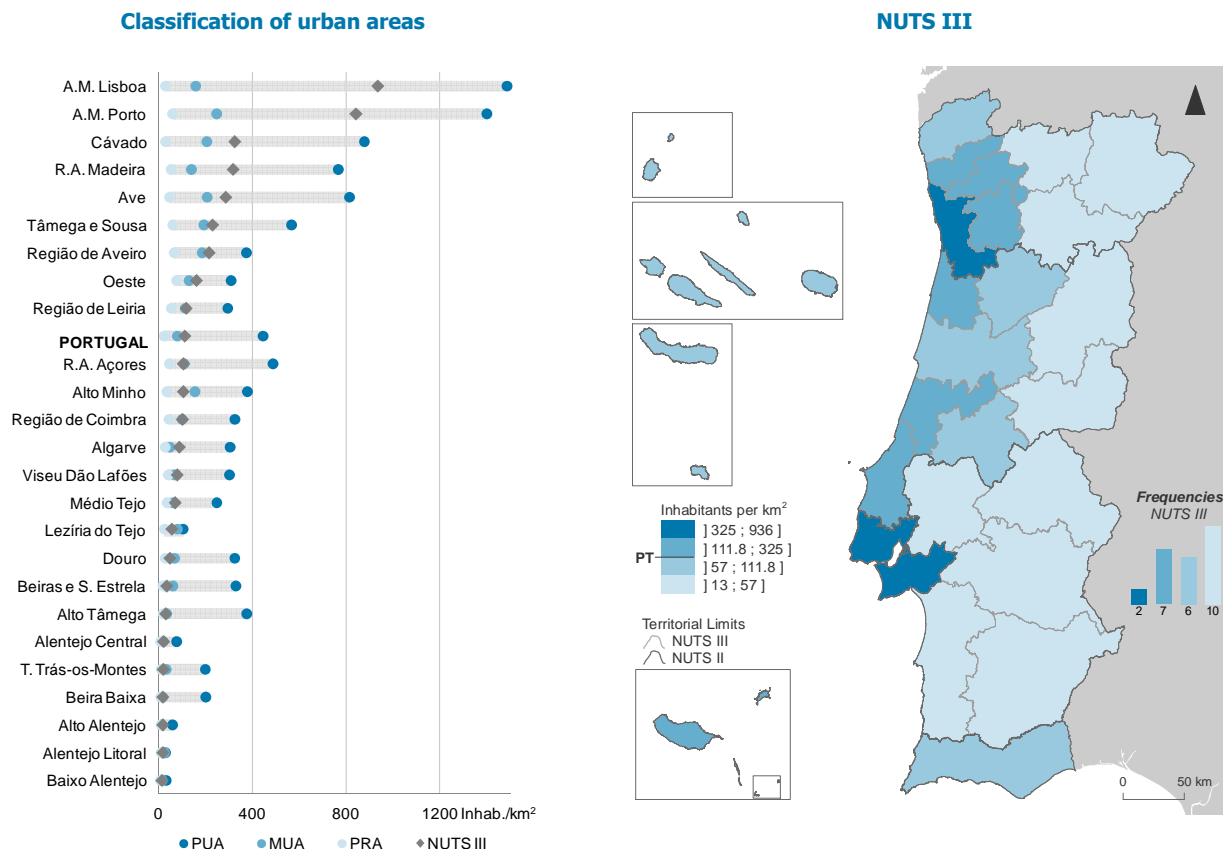 Classification of urban areas
A.M. Lisboa
A.M. Porto
Cávado
R.A. Madeira
Ave
Tâmega e Sousa
Região de Aveiro
Oeste
Região de Leiria
PORTUGAL
R.A. Açores
Alto Minho
Região de Coimbra
Algarve
Viseu Dão Lafões
Médio Tejo
Lezíria do Tejo
Douro
Beiras e S. Estrela
Alto Tâmega
Alentejo Central
T. Trás-os-Montes
Beira Baixa
Alto Alentejo
Alentejo Litoral
Baixo Alentejo
0 400 800 1200 Inhab./km²
PUA MUA PRA NUTS III
NUTS III
Inhabitants per km²
] 325 ; 936 ]
] 111.8 ; 325 ]
PT
] 57 ; 111.8 ]
] 13 ; 57 ]
Territorial Limits
NUTS III
NUTS II
Frequencies
NUTS III
2 7 6 10
0 50 km